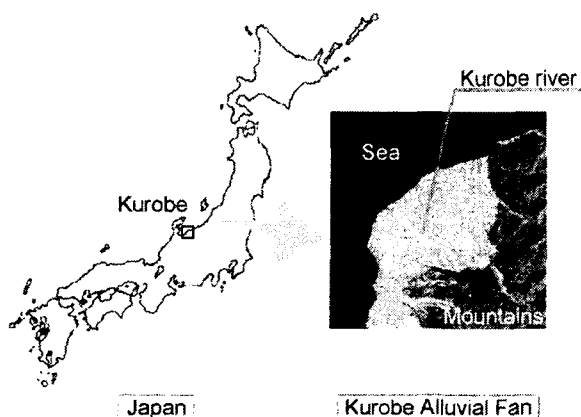 Kurobe river
Sea
Kurobe
Mountains
Japan
Kurobe Alluvial Fan